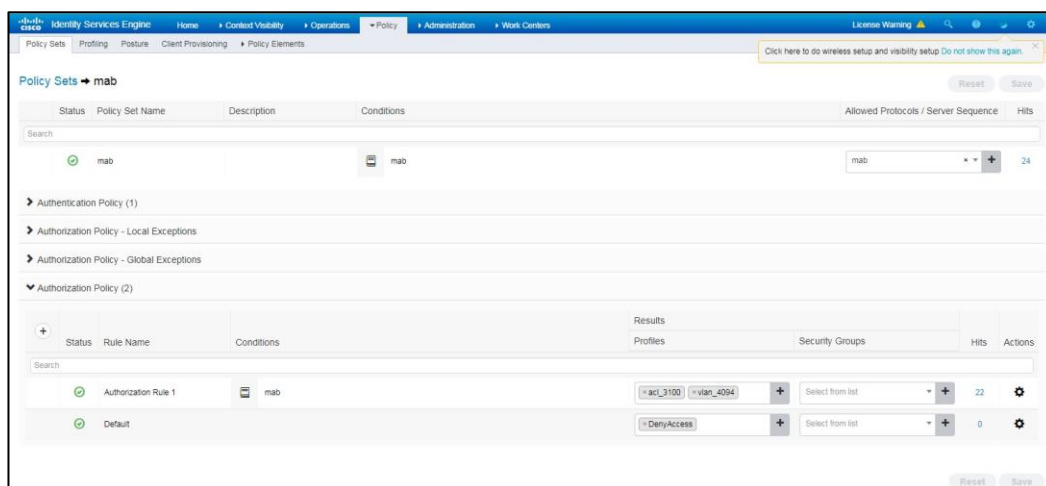 cisco Identity Services Engine Home Context Visibility Operations Policy Administration Work Centers License Warning
Policy Sets Profiling Posture Client Provisioning Policy Elements
Click here to do wireless setup and visibility setup Do not show this again.
Policy Sets → mab Reset Save
Status Policy Set Name Description Conditions Allowed Protocols / Server Sequence Hits
Search
mab mab mab × + 24
Authentication Policy (1)
Authorization Policy - Local Exceptions
Authorization Policy - Global Exceptions
Authorization Policy (2)
Results
+ Status Rule Name Conditions Profiles Security Groups Hits Actions
Search
Authorization Rule 1 mab ×acl_3100 ×vlan_4094 + Select from list + 22
Default ×DenyAccess + Select from list + 0
Reset Save